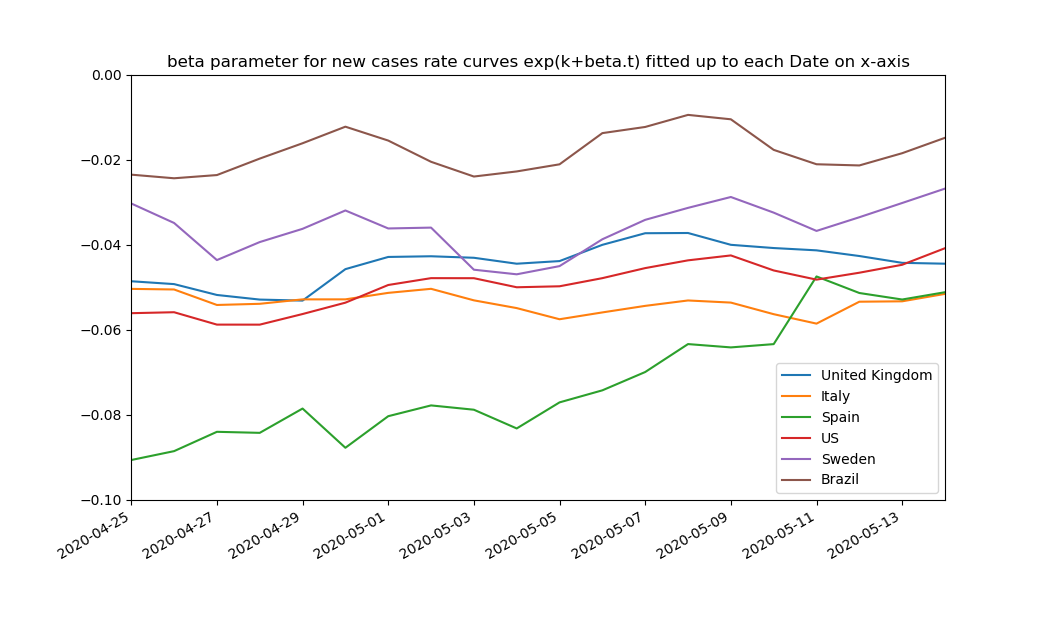 beta parameter for new cases rate curves exp(k+beta.t) fitted up to each Date on x-axis
0.00
−0.02
−0.04
−0.06
−0.08
−0.10
United Kingdom
Italy
Spain
US
Sweden
Brazil
2020-04-25
2020-04-27
2020-04-29
2020-05-01
2020-05-03
2020-05-05
2020-05-07
2020-05-09
2020-05-11
2020-05-13